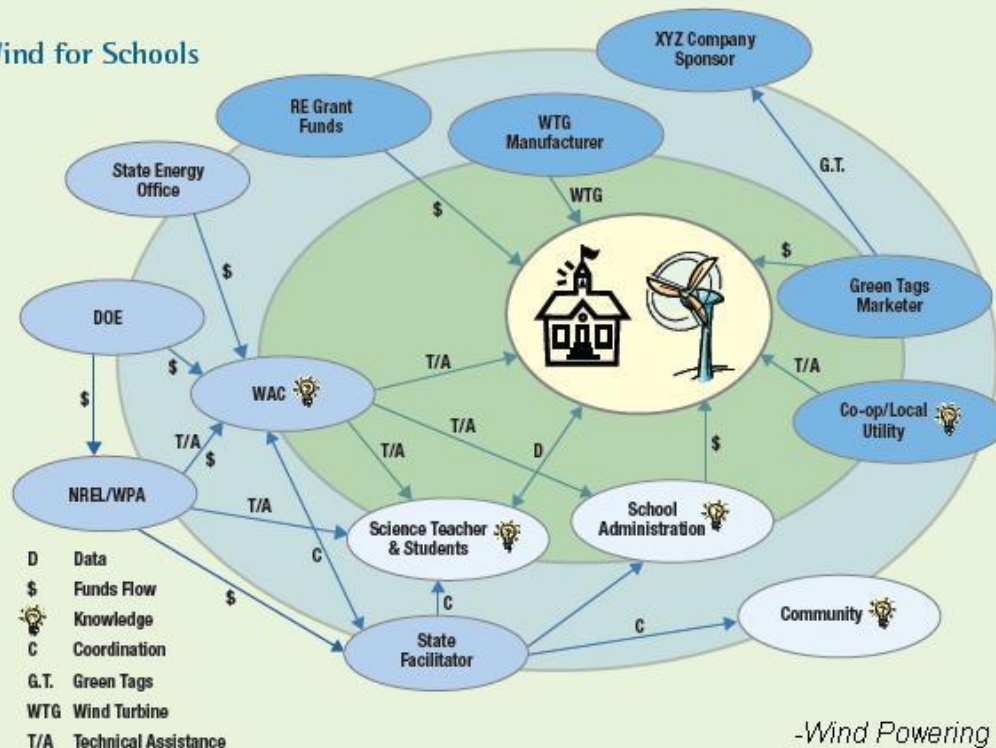 ind for Schools
XYZ Company
Sponsor
RE Grant
Funds
WTG
Manufacturer
State Energy
Office
G.T.
$
WTG
$
$
Green Tags
Marketer
DOE
$
T/A
T/A
$
WAC
T/A
Co-op/Local
Utility
T/A
$
T/A
D
$
NREL/WPA
T/A
School
Administration
Science Teacher
& Students
C
D Data
$ Funds Flow
Knowledge
C Coordination
G.T. Green Tags
WTG Wind Turbine
T/A Technical Assistance
$
C
State
Facilitator
C
Community
-Wind Powering